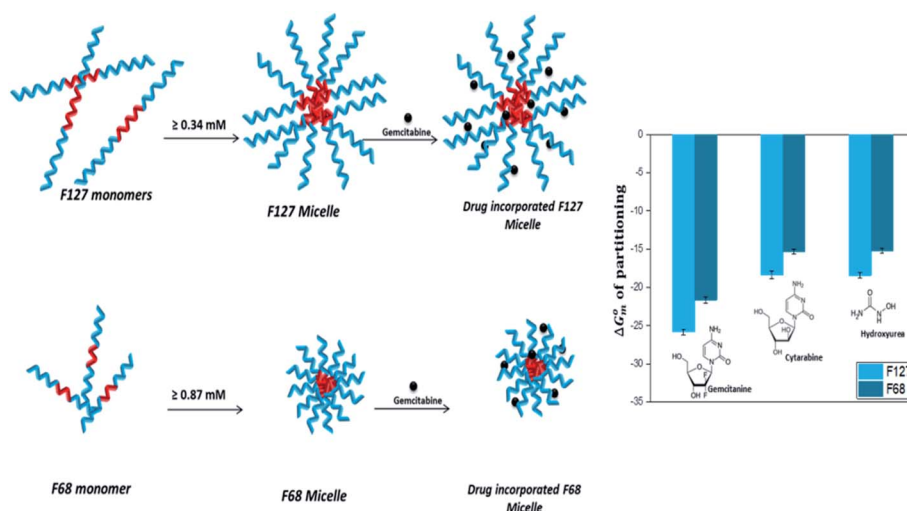 ≥ 0.34 mM
Gemcitabine
F127 monomers
F127 Micelle
Drug incorporated F127
Micelle
≥ 0.87 mM
Gemcitabine
F68 monomer
F68 Micelle
Drug incorporated F68
Micelle
ΔG°m of partitioning
0
-5
-10
-15
-20
-25
-30
-35
NH₂
N
N
O
HO
O
HO
OH
Cytarabine
O
H₂N
N
H
OH
Hydroxyurea
NH₂
N
N
O
HO
O
F
OH F
Gemcitanine
F127
F68